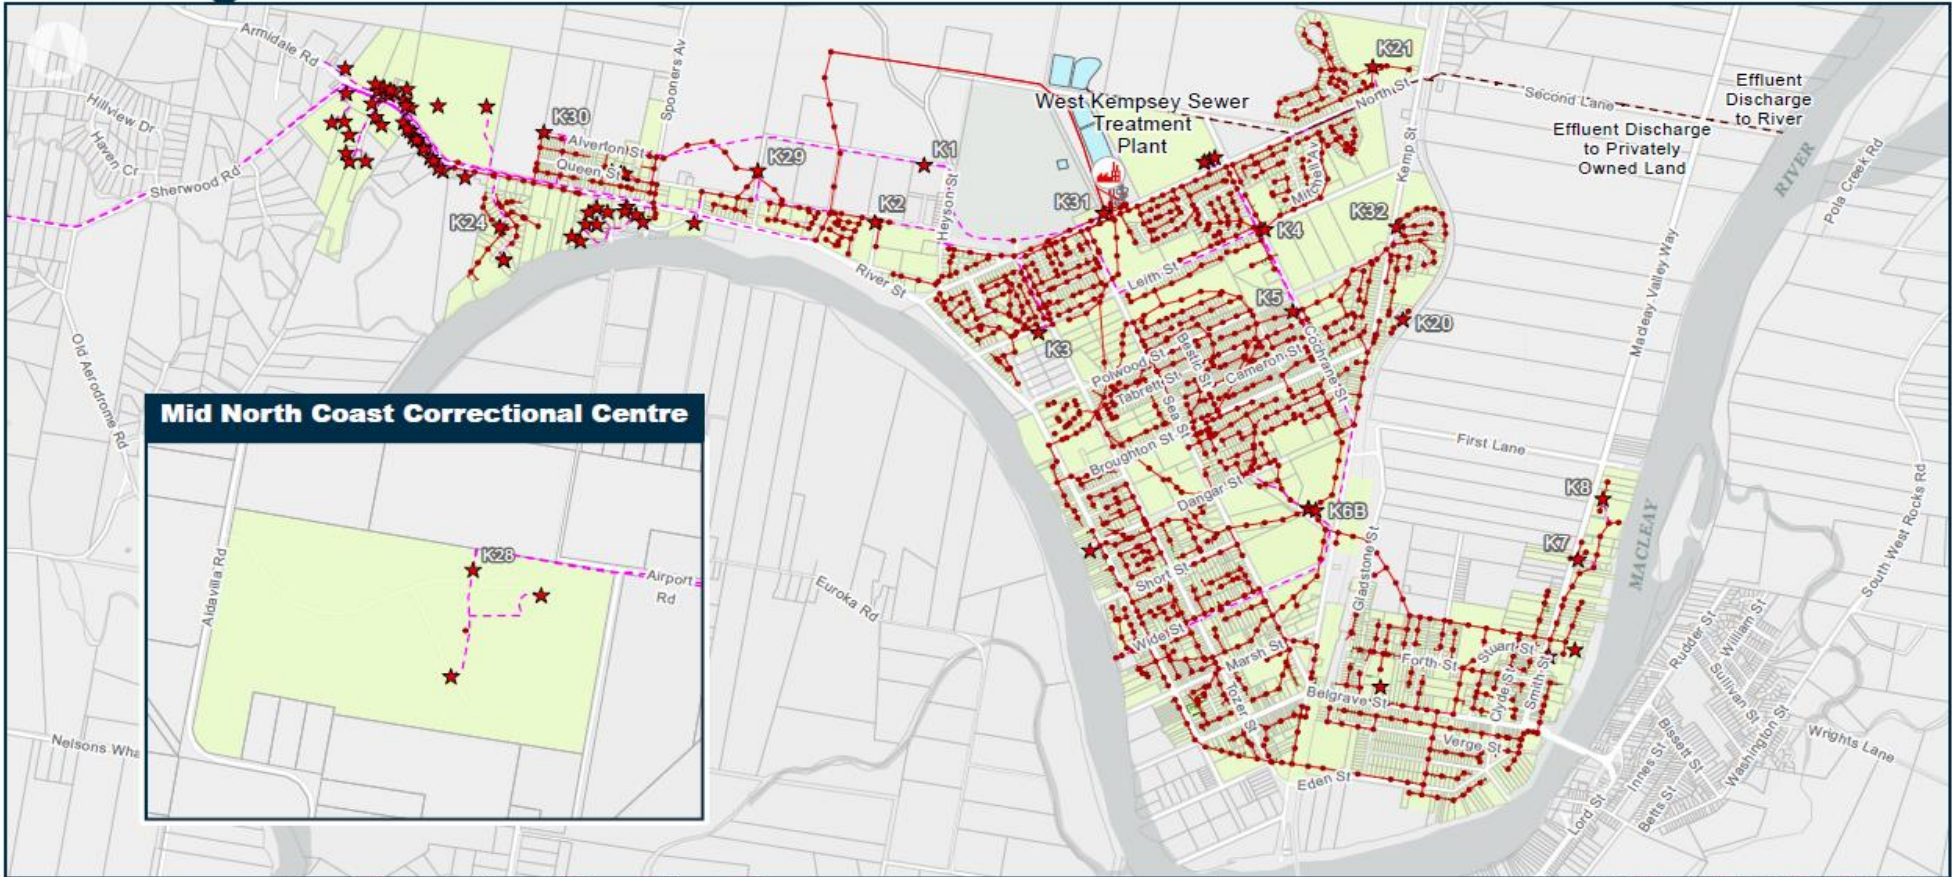 Armidale Rd
Hillview Dr
Haven Cr
Sherwood Rd
Old Aerodrome Rd
Spooners Av
K30
Alverton St
Queen St
K24
K29
K1
K2
Heyson St
River St
West Kempsey Sewer
Treatment
Plant
K31
K21
North St
Second Lane
Effluent
Discharge
to River
Effluent Discharge
to Privately
Owned Land
Kemp St
Mitchell Av
K4
K32
Leith St
K5
K20
K3
Polwood St
Tabrett St
Bestic St
Sea St
Cameron St
Cochrane St
Broughton St
Dangar St
K6B
First Lane
Macleay Valley Way
RIVER
Pola Creek Rd
K8
K7
MACLEAY
South West Rocks Rd
Gladstone St
Short St
Wide St
Marsh St
Tozer St
Belgrave St
Forth St
Stuart St
Clyde St
Smith St
Verge St
Eden St
Rudder St
William St
Sullivan St
Bissett St
Washington St
Innes St
Betts St
Lord St
Wrights Lane
Euroka Rd
Nelsons Wha
Mid North Coast Correctional Centre
Aldavilla Rd
K28
Airport
Rd